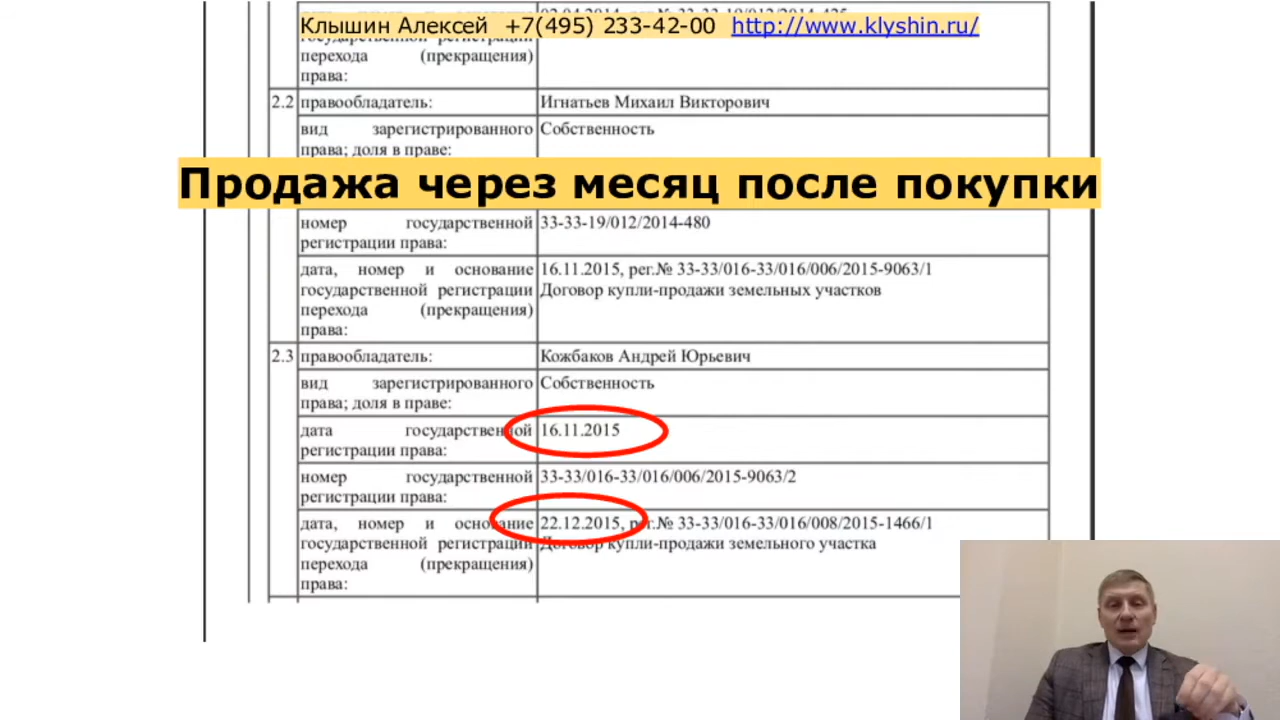 Клышин Алексей +7(495) 233-42-00 http://www.klyshin.ru/
государственной регистрации
перехода (прекращения)
права:
2.2 правообладатель: Игнатьев Михаил Викторович
вид зарегистрированного Собственность
права; доля в праве:
Продажа через месяц после покупки
номер государственной 33-33-19/012/2014-480
регистрации права:
дата, номер и основание 16.11.2015, рег.№ 33-33/016-33/016/006/2015-9063/1
государственной регистрации Договор купли-продажи земельных участков
перехода (прекращения)
права:
2.3 правообладатель: Кожбаков Андрей Юрьевич
вид зарегистрированного Собственность
права; доля в праве:
дата государственной 16.11.2015
регистрации права:
номер государственной 33-33/016-33/016/006/2015-9063/2
регистрации права:
дата, номер и основание 22.12.2015, рег.№ 33-33/016-33/016/008/2015-1466/1
государственной регистрации Договор купли-продажи земельного участка
перехода (прекращения)
права: